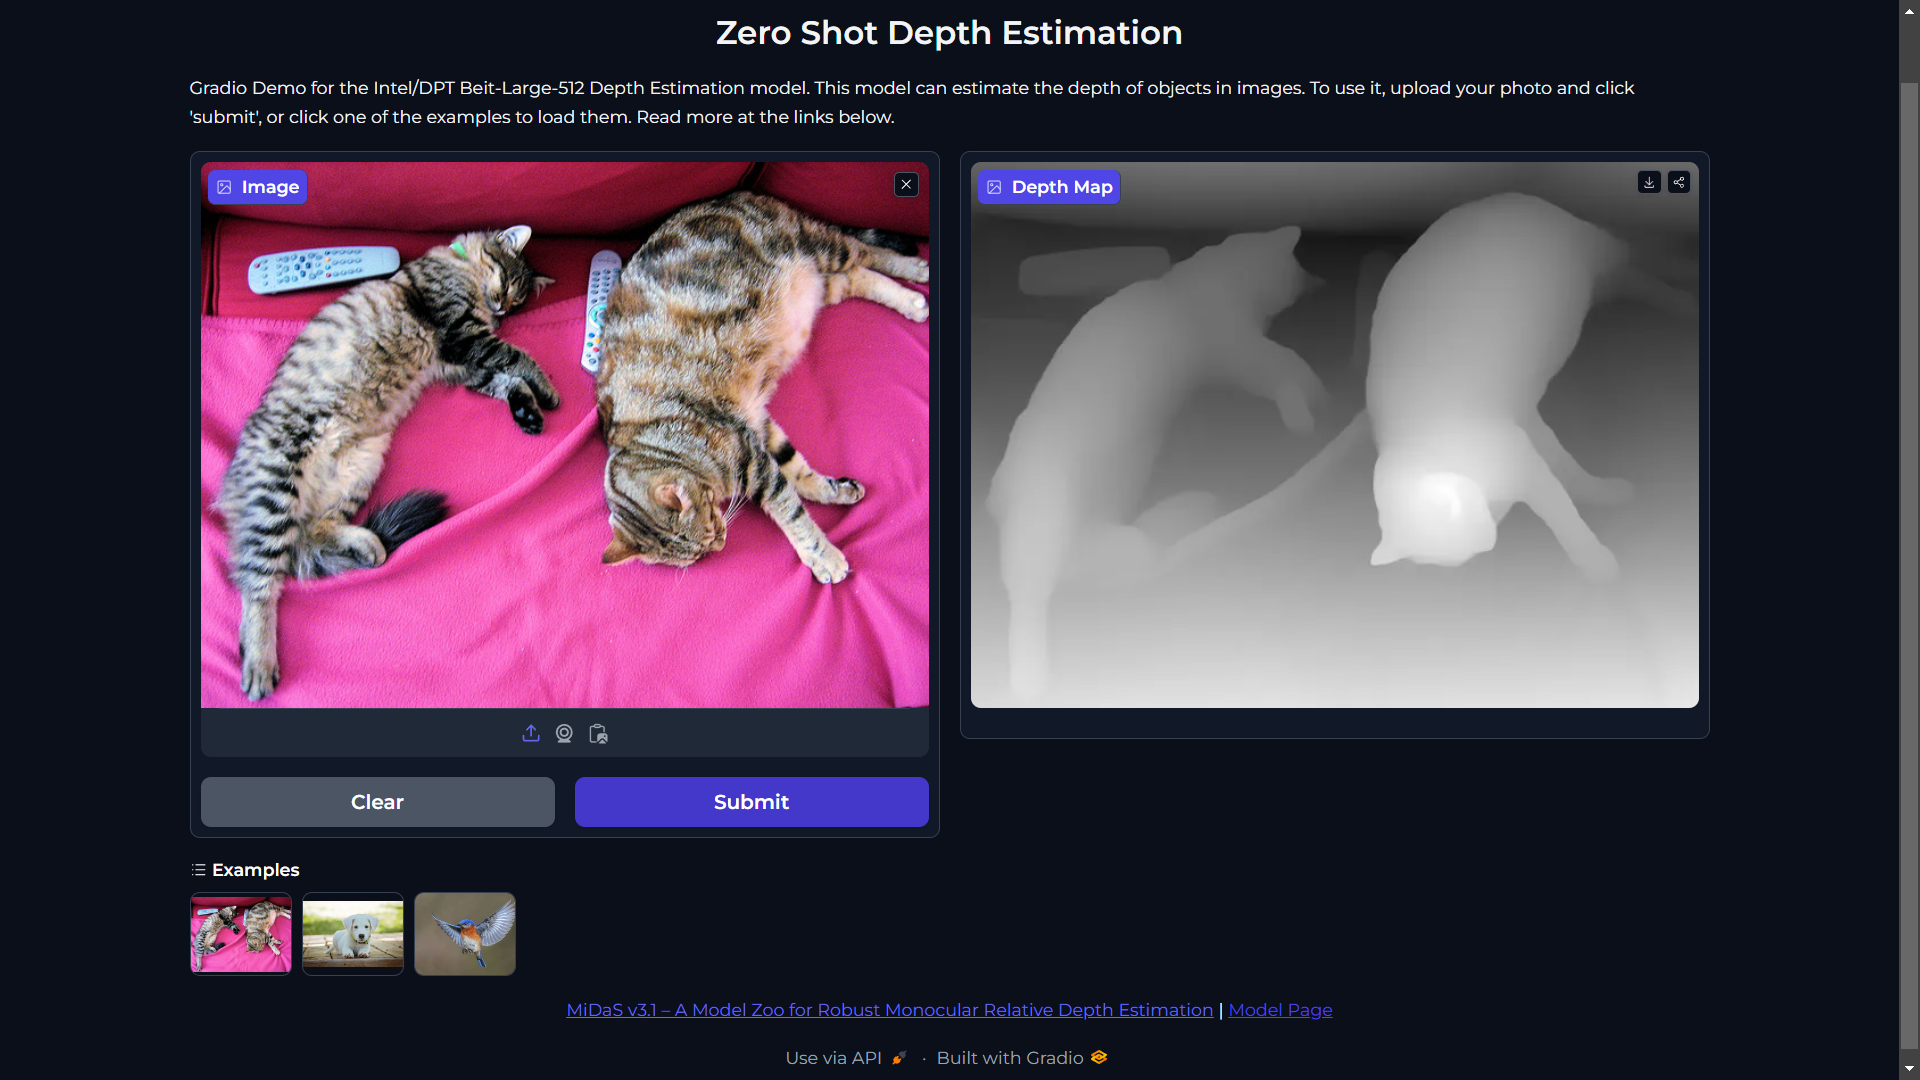 Zero Shot Depth Estimation
Gradio Demo for the Intel/DPT Beit-Large-512 Depth Estimation model. This model can estimate the depth of objects in images. To use it, upload your photo and click
'submit', or click one of the examples to load them. Read more at the links below.
Image
Depth Map
Clear
Submit
Examples
MiDaS v3.1 – A Model Zoo for Robust Monocular Relative Depth Estimation | Model Page
Use via API · Built with Gradio